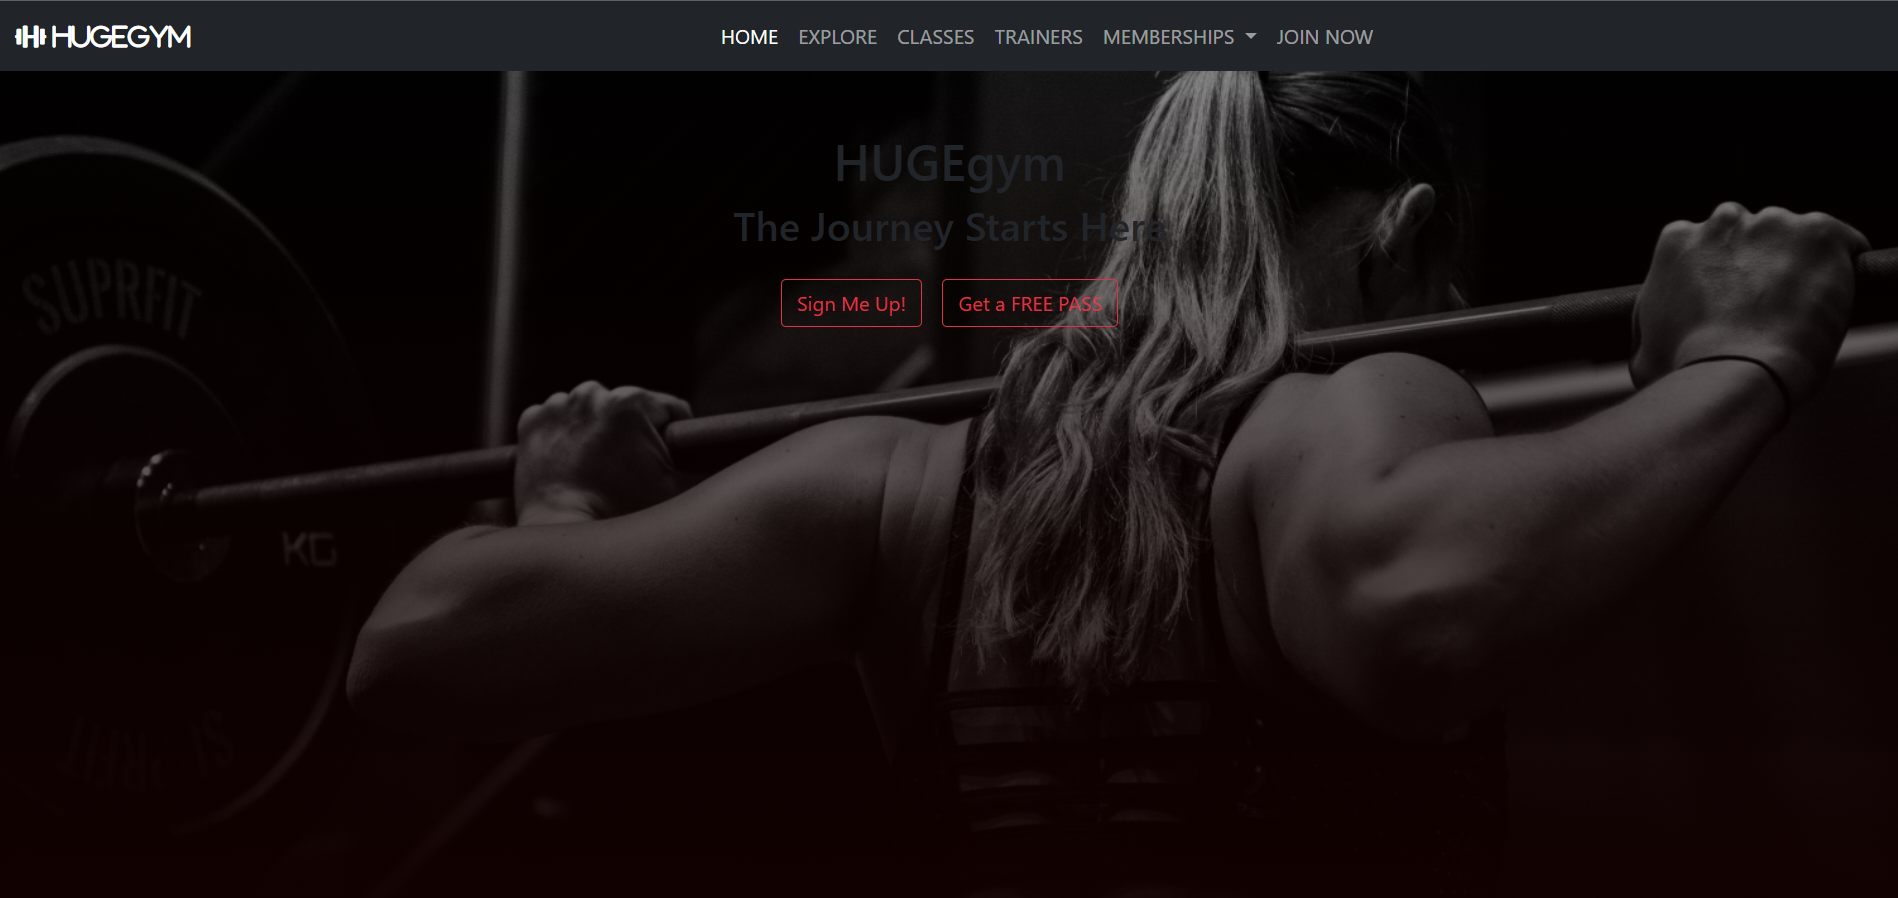 HUGEGYM
HOME EXPLORE CLASSES TRAINERS MEMBERSHIPS JOIN NOW
HUGEgym
The Journey Starts Here
Sign Me Up! Get a FREE PASS
SUPRFIT
KG